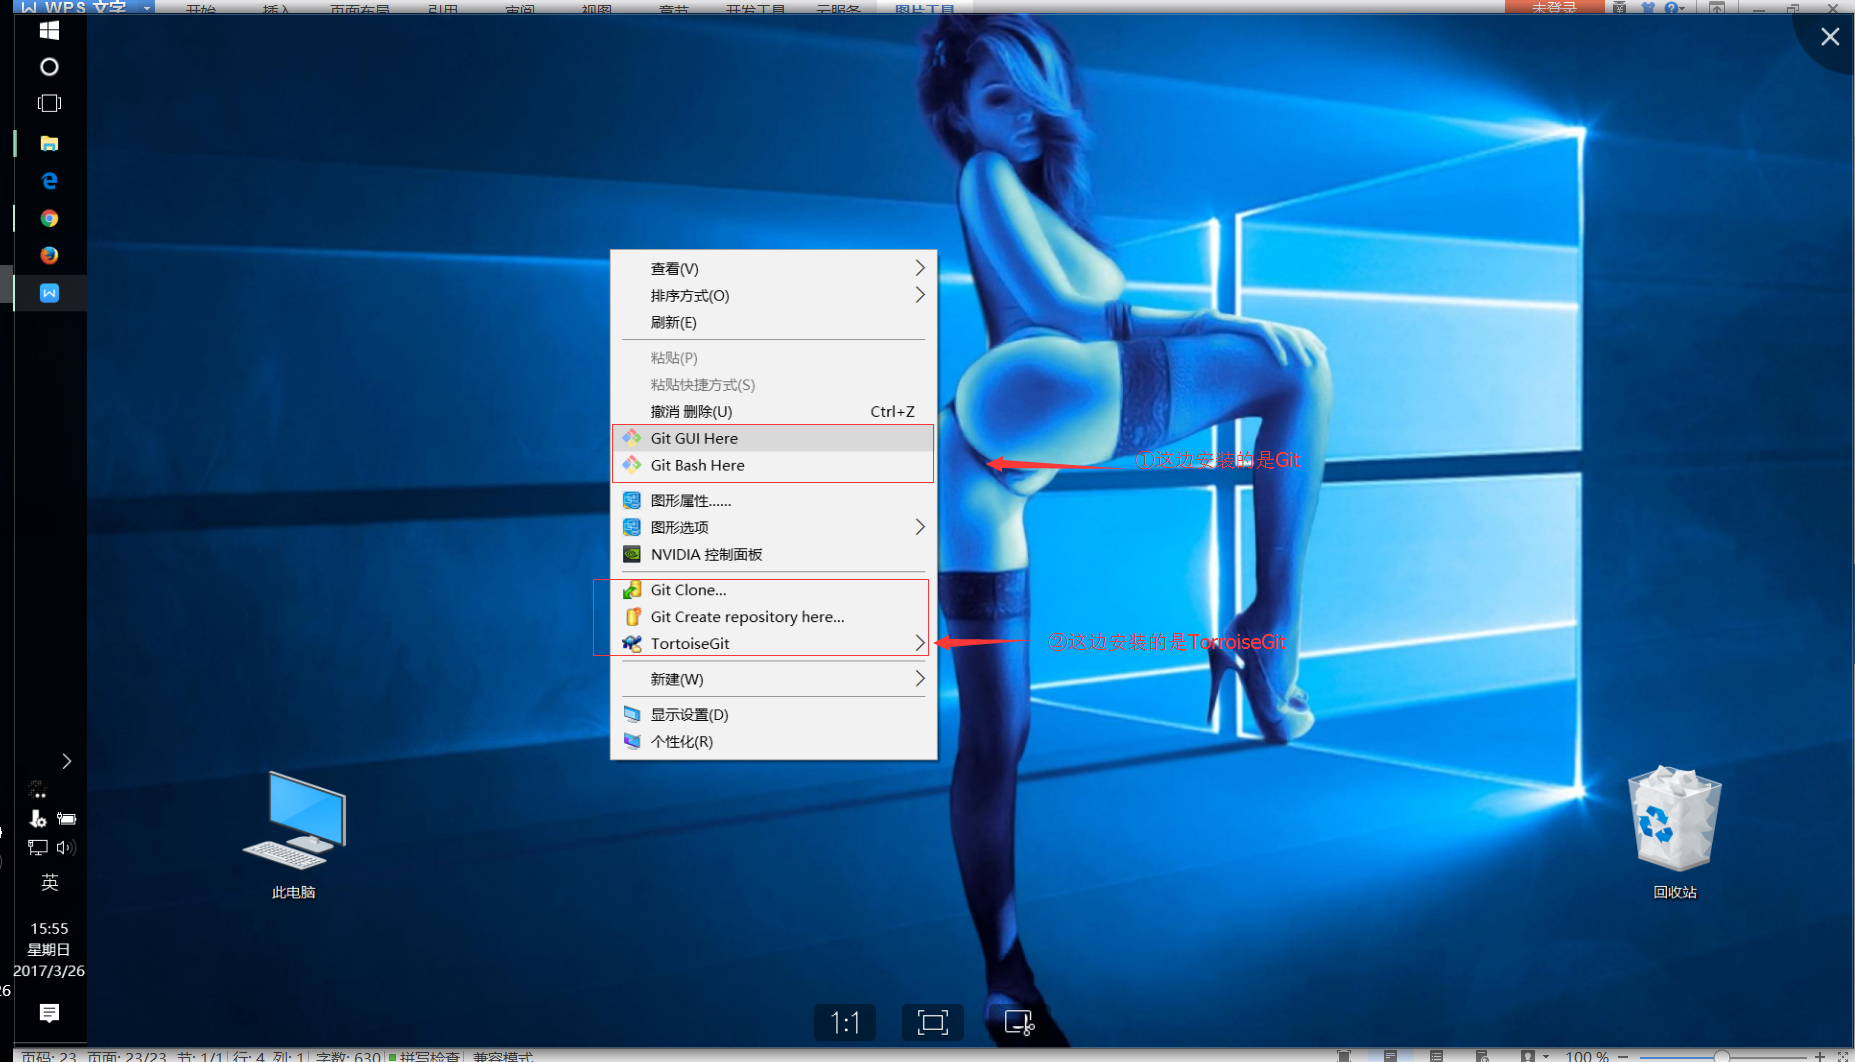 WPS 文字
开始 插入 页面布局 引用 审阅 视图 章节 开发工具 云服务 图片工具 未登录
查看(V)
排序方式(O)
刷新(E)
粘贴(P)
粘贴快捷方式(S)
撤消 删除(U) Ctrl+Z
Git GUI Here
Git Bash Here
①这边安装的是Git
图形属性......
图形选项
NVIDIA 控制面板
Git Clone...
Git Create repository here...
TortoiseGit
②这边安装的是TorroiseGit
新建(W)
显示设置(D)
个性化(R)
此电脑
回收站
英
15:55
星期日
2017/3/26
26
1:1
页码: 23 页面: 23/23 节: 1/1 行: 4 列: 1 字数: 630 拼写检查 兼容模式 100 %